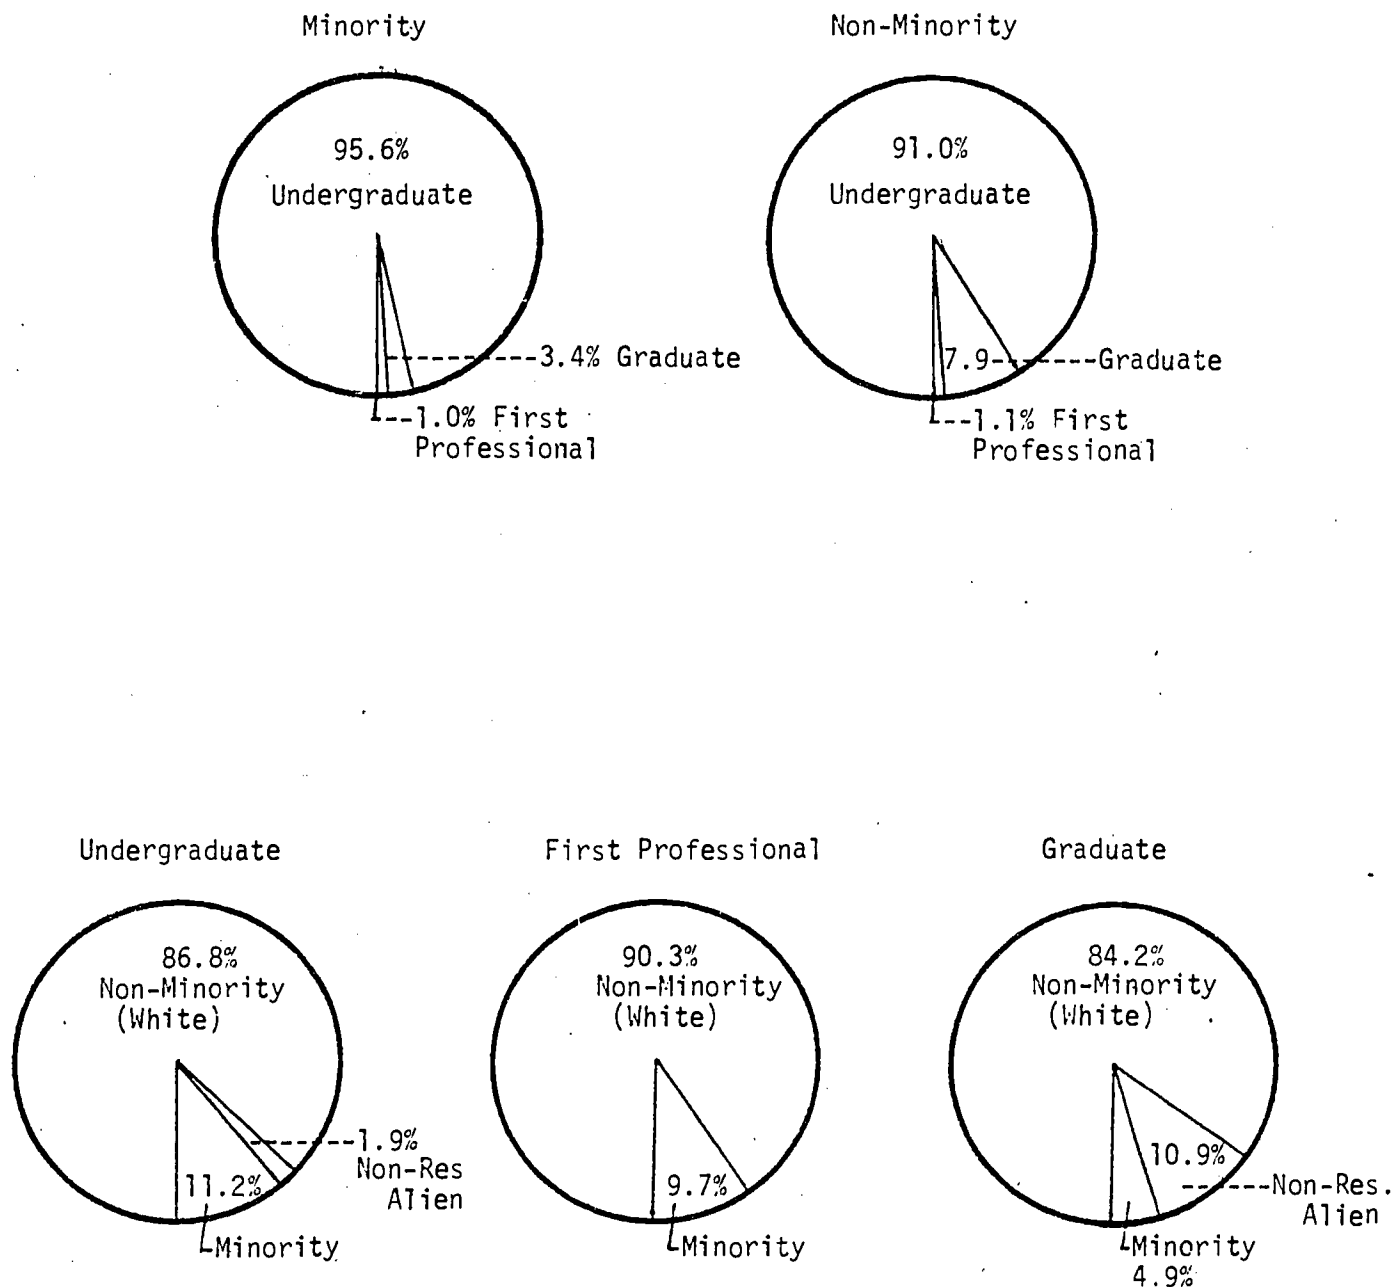 Minority
Non-Minority
95.6%
Undergraduate
91.0%
Undergraduate
3.4% Graduate
7.9
Graduate
1.0% First
Professional
1.1% First
Professional
Undergraduate
First Professional
Graduate
86.8%
Non-Minority
(White)
90.3%
Non-Minority
(White)
84.2%
Non-Minority
(White)
1.9%
Non-Res
Alien
11.2%
Minority
9.7%
Minority
10.9%
Non-Res.
Alien
Minority
4.9%